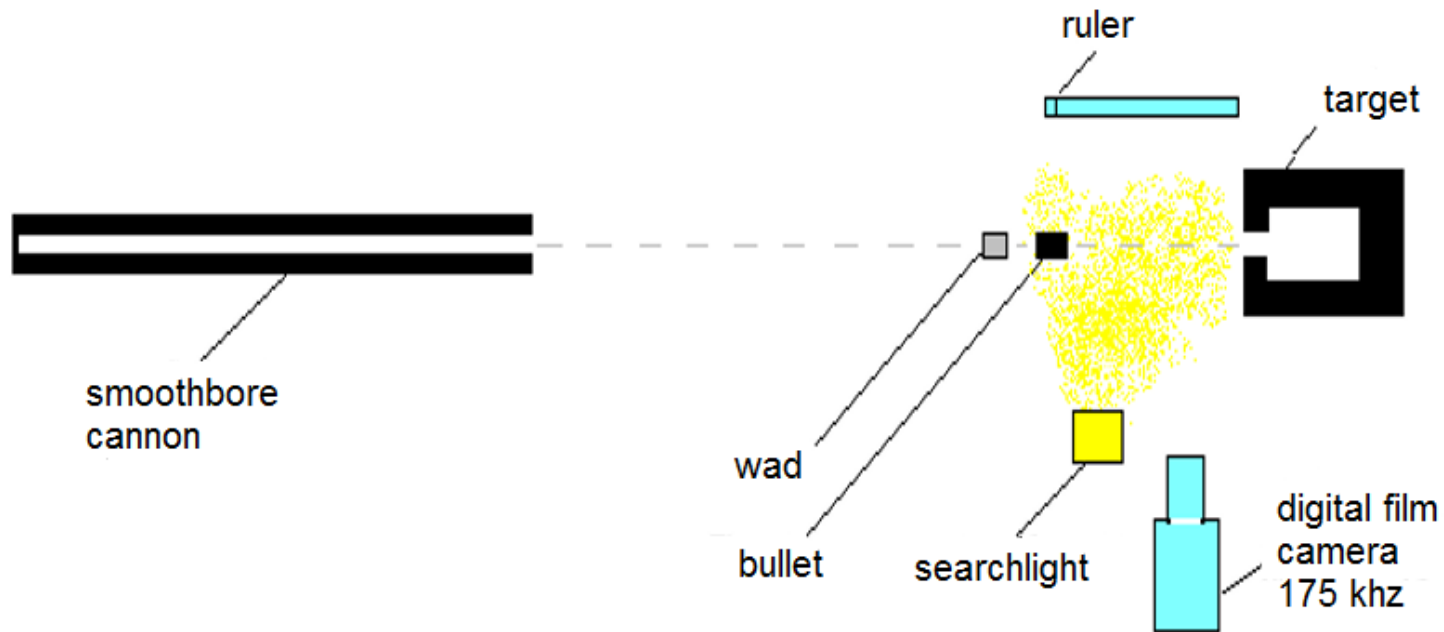 ruler
target
smoothbore
cannon
wad
bullet
searchlight
digital film
camera
175 khz